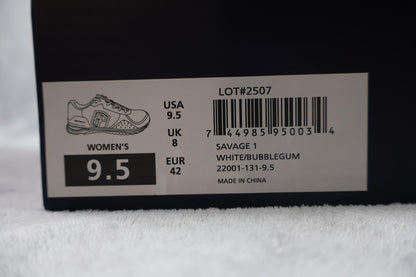 LOT#2507
USA
9.5
UK
8
EUR
42
WOMEN'S
9.5
7 44985 95003 4
SAVAGE 1
WHITE/BUBBLEGUM
22001-131-9.5
MADE IN CHINA